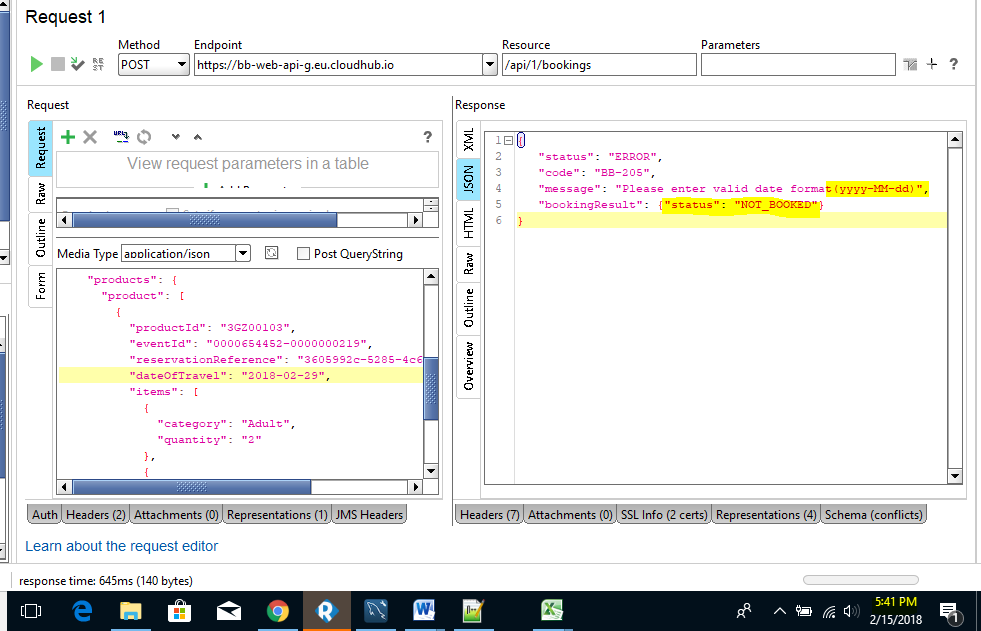 Request 1
Method
Endpoint
Resource
Parameters
POST
https://bb-web-api-g.eu.cloudhub.io
/api/1/bookings
Request
Response
Request
Raw
Outline
Form
View request parameters in a table
Media Type application/json
Post QueryString
"products": {
"product": [
{
"productId": "3GZ00103",
"eventId": "0000654452-0000000219",
"reservationReference": "3605992c-5285-4c6
"dateOfTravel": "2018-02-29",
"items": [
{
"category": "Adult",
"quantity": "2"
},
{
XML
JSON
HTML
Raw
Outline
Overview
1 {
2 "status": "ERROR",
3 "code": "BB-205",
4 "message": "Please enter valid date format(yyyy-MM-dd)",
5 "bookingResult": {"status": "NOT_BOOKED"}
6 }
Auth Headers (2) Attachments (0) Representations (1) JMS Headers
Headers (7) Attachments (0) SSL Info (2 certs) Representations (4) Schema (conflicts)
Learn about the request editor
response time: 645ms (140 bytes)
5:41 PM
2/15/2018
1